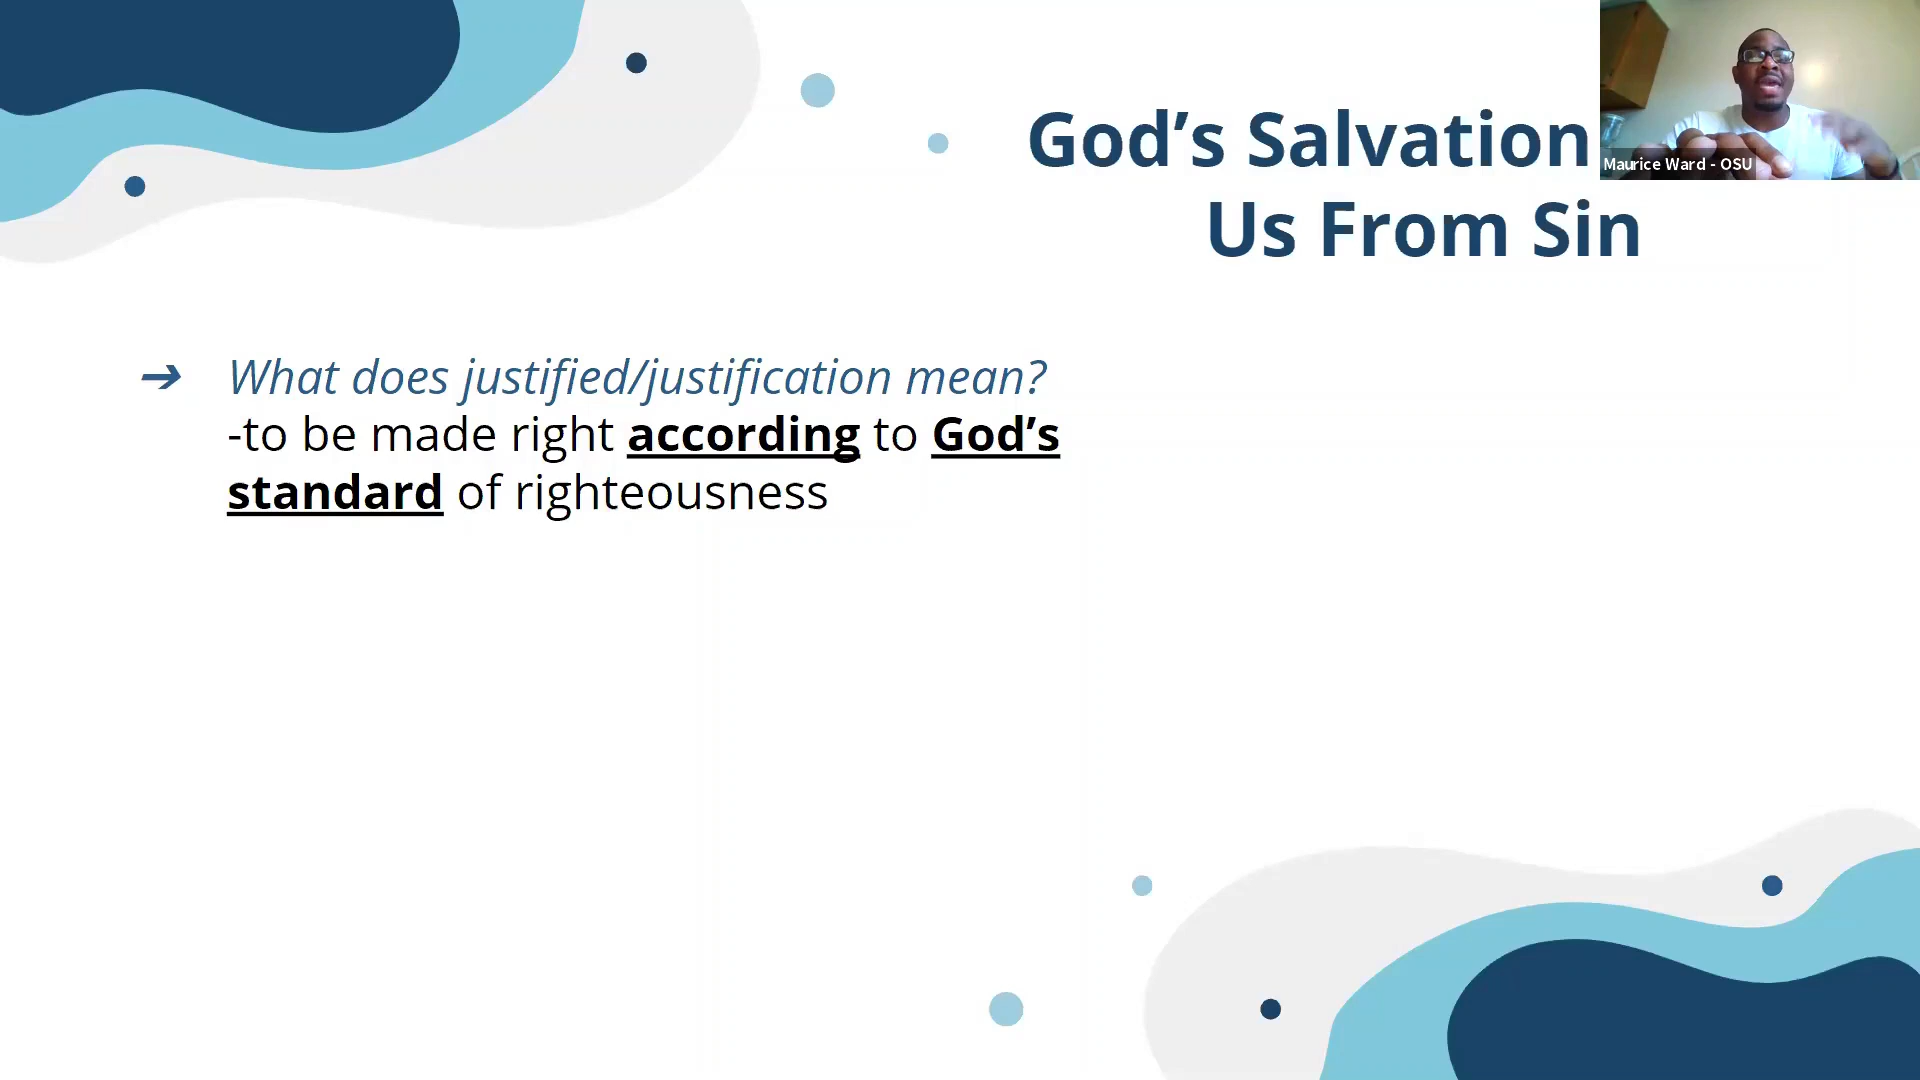 God’s Salvation
Us From Sin
Maurice Ward - OSU
➔ What does justified/justification mean?
-to be made right according to God’s
standard of righteousness